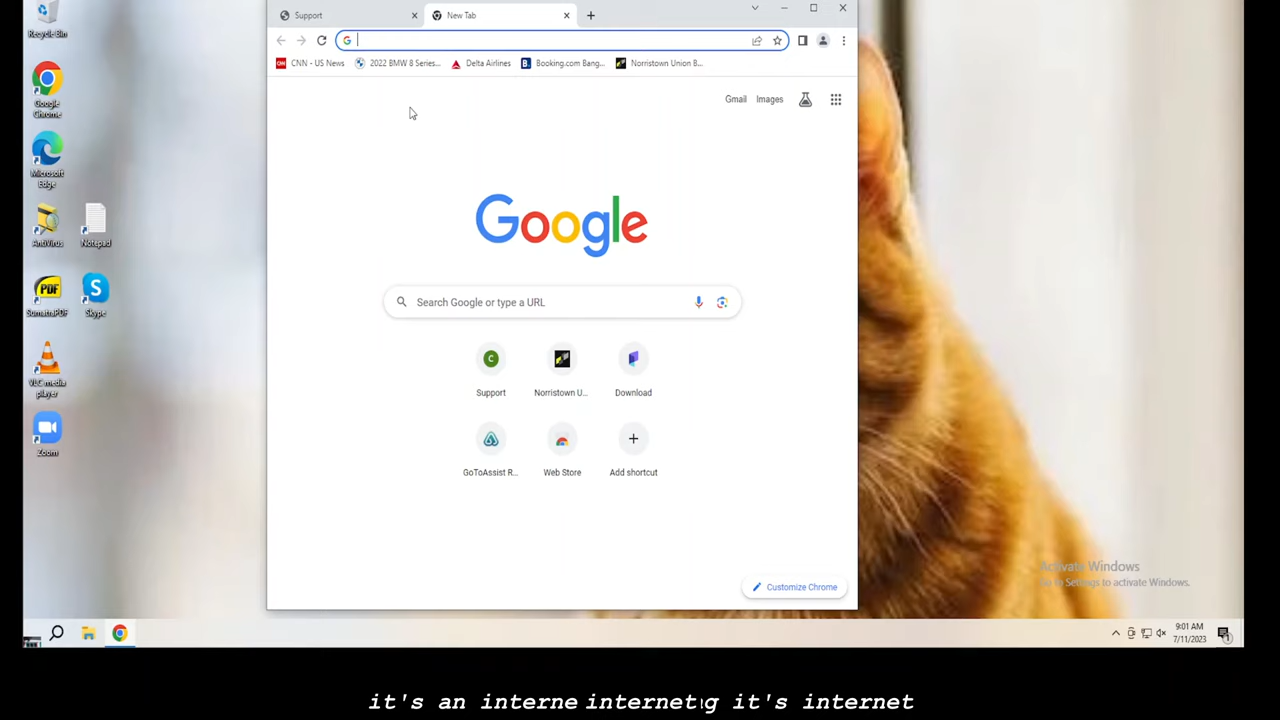 Recycle Bin
Support
New Tab
CNN - US News
2022 BMW 8 Series...
Delta Airlines
Booking.com Bang...
Norristown Union B...
Gmail
Images
Google
Chrome
Microsoft
Edge
AntiVirus
Notepad
SumatraPDF
Skype
VLC media
player
Zoom
Google
Search Google or type a URL
Support
Norristown U...
Download
GoToAssist R...
Web Store
Add shortcut
Customize Chrome
Activate Windows
Go to Settings to activate Windows.
9:01 AM
7/11/2023
it's an interne internet g it's internet